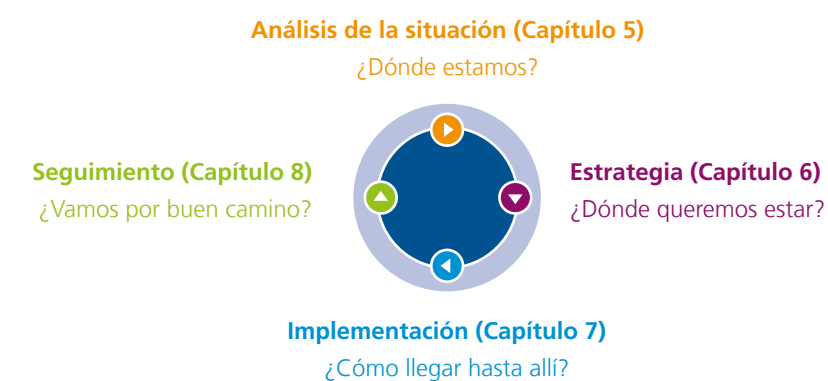 Análisis de la situación (Capítulo 5)
¿Dónde estamos?
Seguimiento (Capítulo 8)
¿Vamos por buen camino?
Estrategia (Capítulo 6)
¿Dónde queremos estar?
Implementación (Capítulo 7)
¿Cómo llegar hasta allí?